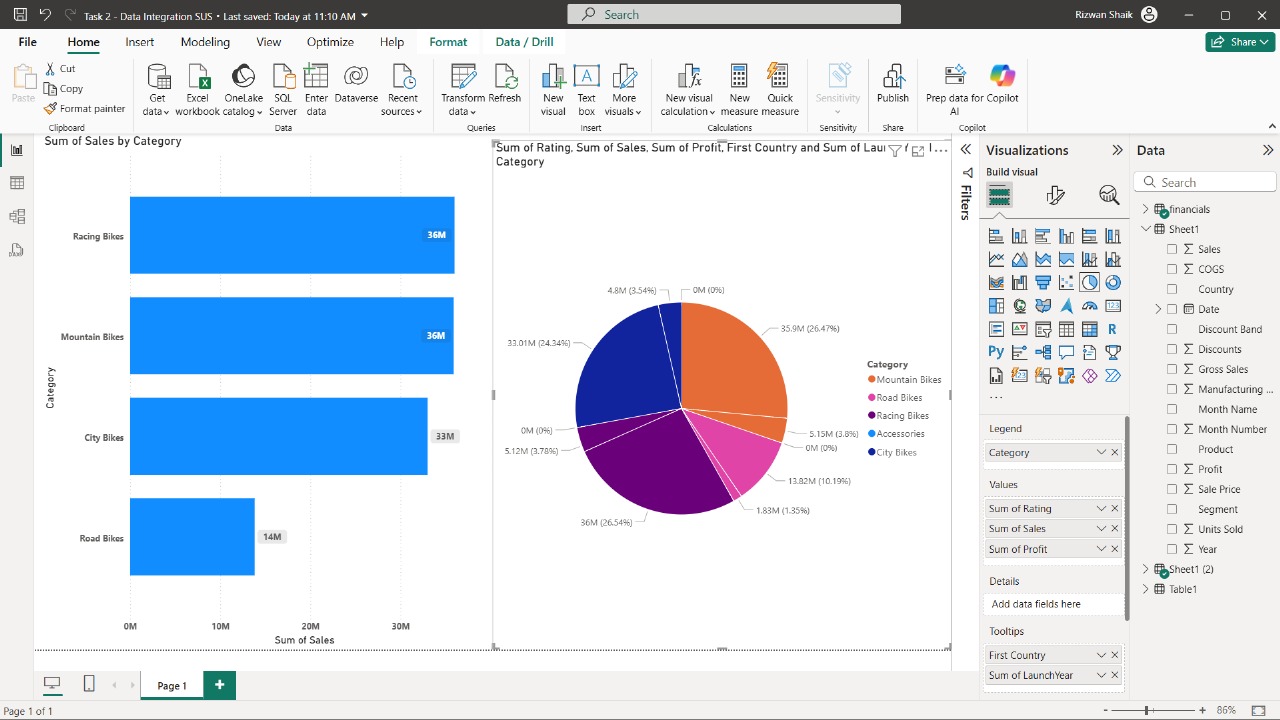 Task 2 - Data Integration SUS • Last saved: Today at 11:10 AM
Search
Rizwan Shaik
File
Home
Insert
Modeling
View
Optimize
Help
Format
Data / Drill
Share
Paste
Cut
Copy
Format painter
Get data
Excel workbook
OneLake catalog
SQL Server
Enter data
Dataverse
Recent sources
Transform data
Refresh
New visual
Text box
More visuals
New visual calculation
New measure
Quick measure
Sensitivity
Publish
Prep data for AI
Copilot
Clipboard
Data
Queries
Insert
Calculations
Sensitivity
Share
Copilot
Sum of Sales by Category
Category
Racing Bikes
36M
Mountain Bikes
36M
City Bikes
33M
Road Bikes
14M
0M
10M
20M
30M
Sum of Sales
Sum of Rating, Sum of Sales, Sum of Profit, First Country and Sum of
Category
4.8M (3.54%)
0M (0%)
35.9M (26.47%)
33.01M (24.34%)
0M (0%)
5.12M (3.78%)
5.15M (3.8%)
0M (0%)
13.82M (10.19%)
1.83M (1.35%)
36M (26.54%)
Category
Mountain Bikes
Road Bikes
Racing Bikes
Accessories
City Bikes
Filters
Visualizations
Build visual
R
Py
123
Legend
Category
Values
Sum of Rating
Sum of Sales
Sum of Profit
Details
Add data fields here
Tooltips
First Country
Sum of LaunchYear
Data
Search
financials
Sheet1
Sales
COGS
Country
Date
Discount Band
Discounts
Gross Sales
Manufacturing ...
Month Name
Month Number
Product
Profit
Sale Price
Segment
Units Sold
Year
Sheet1 (2)
Table1
Page 1
Page 1 of 1
86%